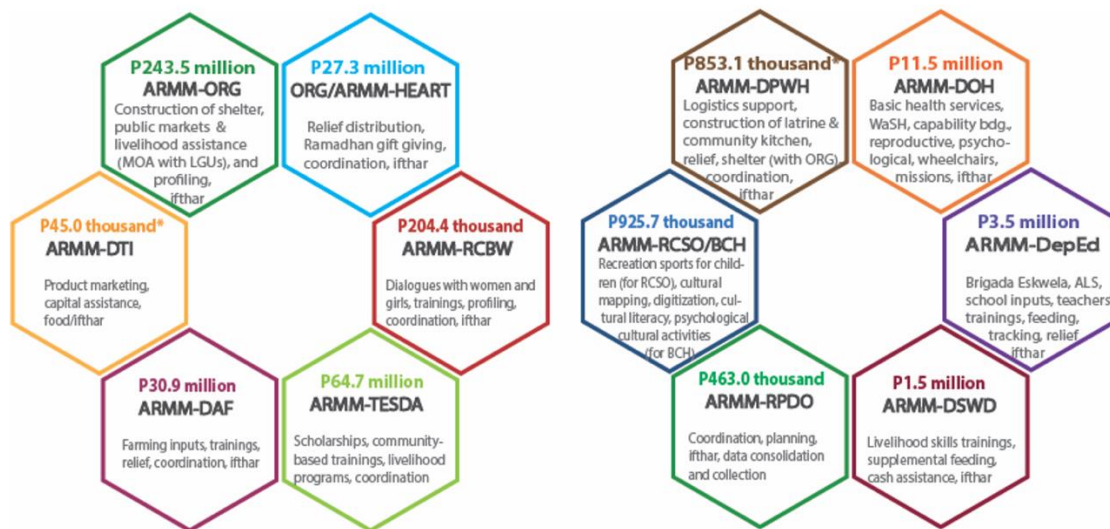 P243.5 million
ARMM-ORG
Construction of shelter,
public markets &
livelihood assistance
(MOA with LGUs), and
profiling,
ifthar
P27.3 million
ORG/ARMM-HEART
Relief distribution,
Ramadhan gift giving,
coordination, ifthar
P45.0 thousand*
ARMM-DTI
Product marketing,
capital assistance,
food/ifthar
P204.4 thousand
ARMM-RCBW
Dialogues with women and
girls, trainings, profiling,
coordination, ifthar
P30.9 million
ARMM-DAF
Farming inputs, trainings,
relief, coordination, ifthar
P64.7 million
ARMM-TESDA
Scholarships, community-
based trainings, livelihood
programs, coordination
P853.1 thousand*
ARMM-DPWH
Logistics support,
construction of latrine &
community kitchen,
relief, shelter (with ORG)
coordination,
ifthar
P11.5 million
ARMM-DOH
Basic health services,
WaSH, capability bdg.,
reproductive, psycho-
logical, wheelchairs,
missions, ifthar
P925.7 thousand
ARMM-RCSO/BCH
Recreation sports for child-
ren (for RCSO), cultural
mapping, digitization, cul-
tural literacy, psychological
cultural activities
(for BCH)
P3.5 million
ARMM-DepEd
Brigada Eskwela, ALS,
school inputs, teachers
trainings, feeding,
tracking, relief
ifthar
P463.0 thousand
ARMM-RPDO
Coordination, planning,
ifthar, data consolidation
and collection
P1.5 million
ARMM-DSWD
Livelihood skills trainings,
supplemental feeding,
cash assistance, ifthar